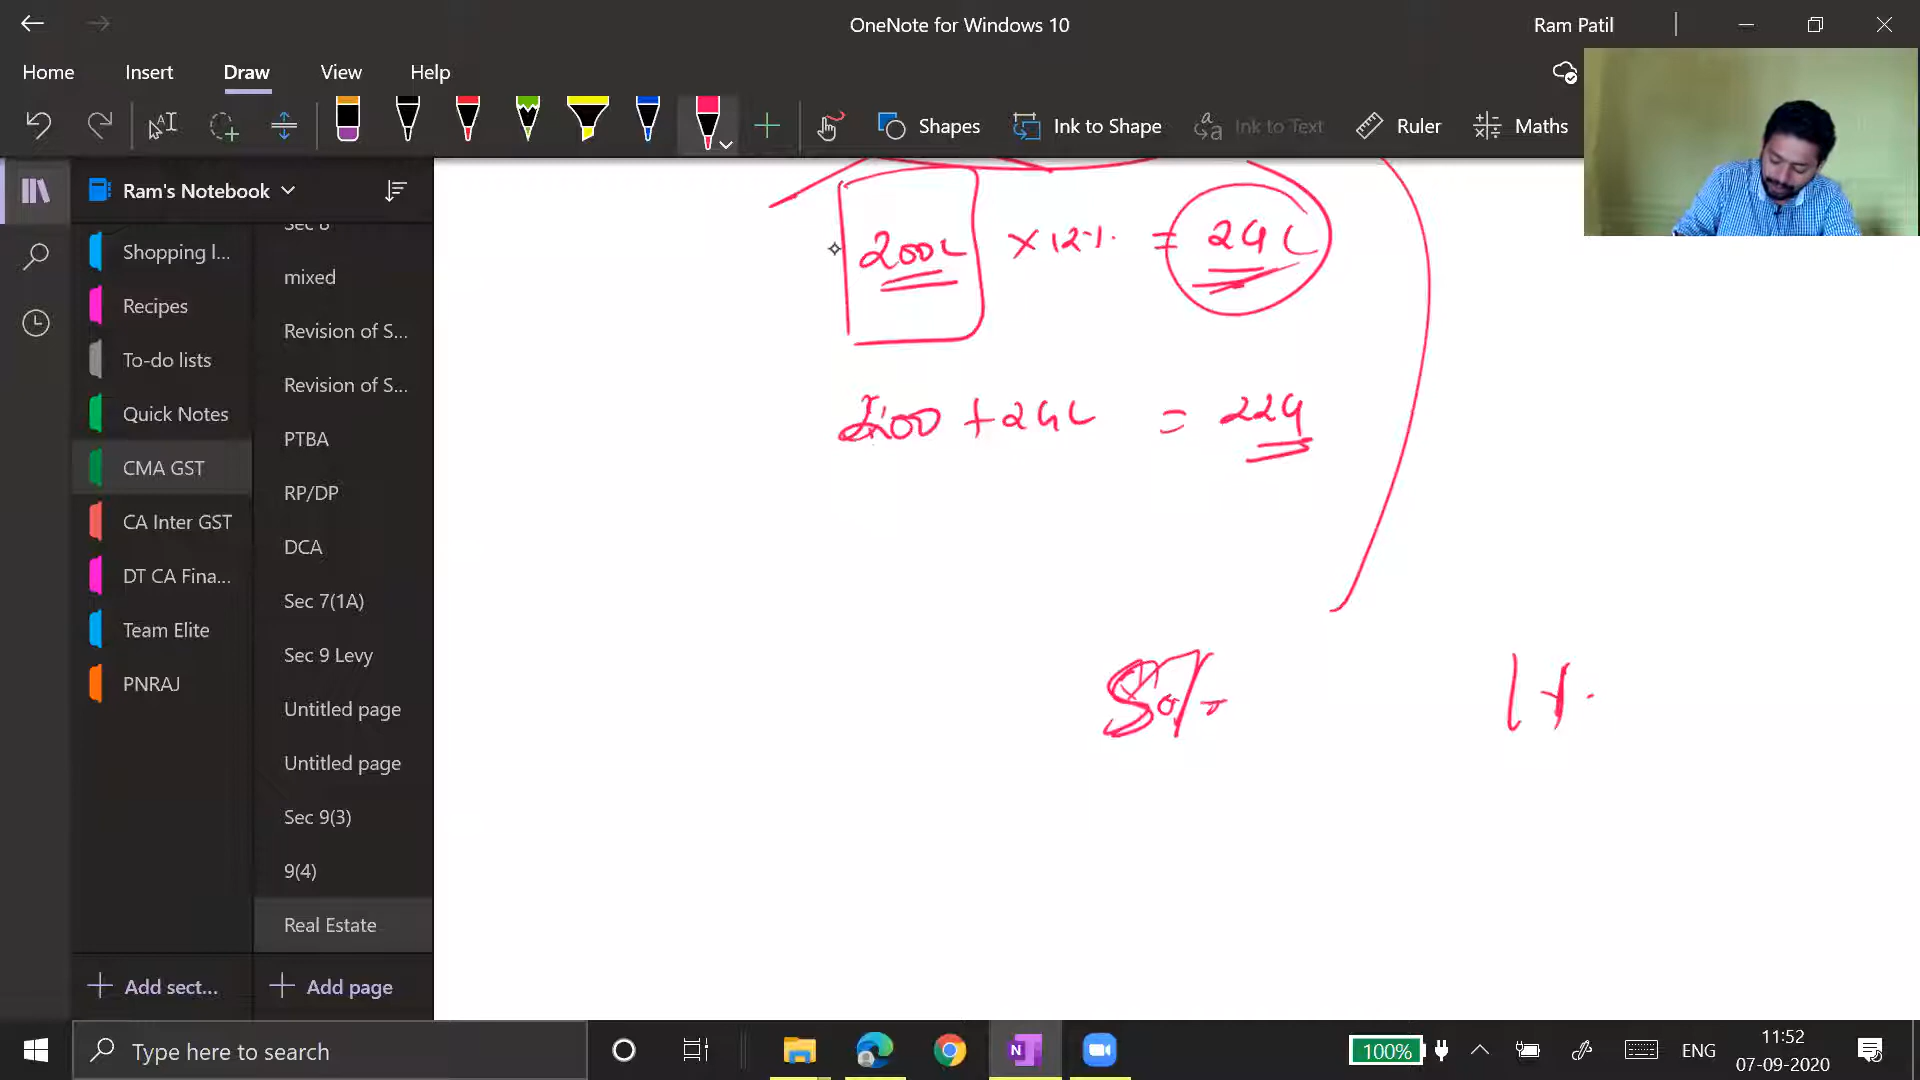 OneNote for Windows 10
Ram Patil
Home
Insert
Draw
View
Help
Shapes
Ink to Shape
Ink to Text
Ruler
Maths
Ram's Notebook
Shopping l...
Recipes
To-do lists
Quick Notes
CMA GST
CA Inter GST
DT CA Fina...
Team Elite
PNRAJ
Add sect...
Sec 8
mixed
Revision of S...
Revision of S...
PTBA
RP/DP
DCA
Sec 7(1A)
Sec 9 Levy
Untitled page
Untitled page
Sec 9(3)
9(4)
Real Estate
Add page
200L × 12% = 24L
200 + 24L = 224
1%
Type here to search
N
100%
ENG
11:52
07-09-2020